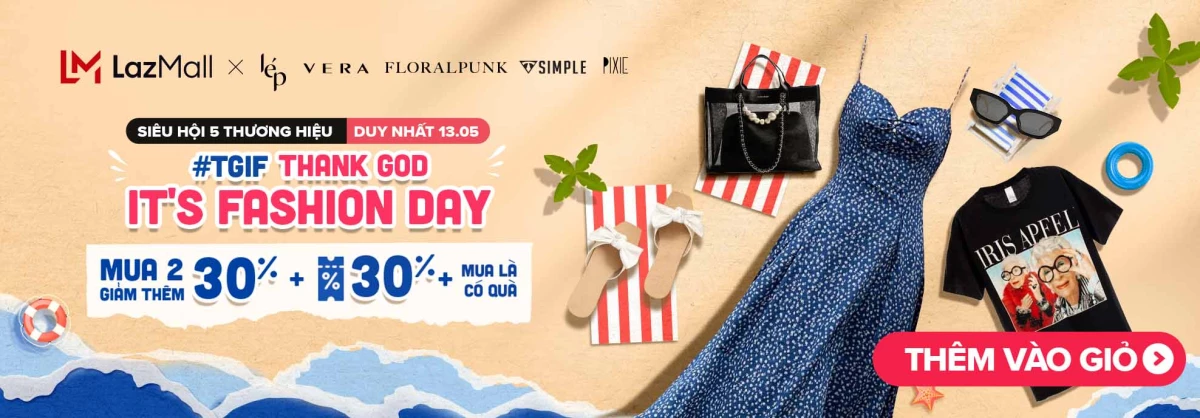 LM LazMall × lép VERA FLORALPUNK SIMPLE PIXIE
SIÊU HỘI 5 THƯƠNG HIỆU DUY NHẤT 13.05
#TGIF THANK GOD
IT'S FASHION DAY
MUA 2
GIẢM THÊM 30% + % 30% + MUA LÀ
CÓ QUÀ
IRIS APFEL
THÊM VÀO GIỎ